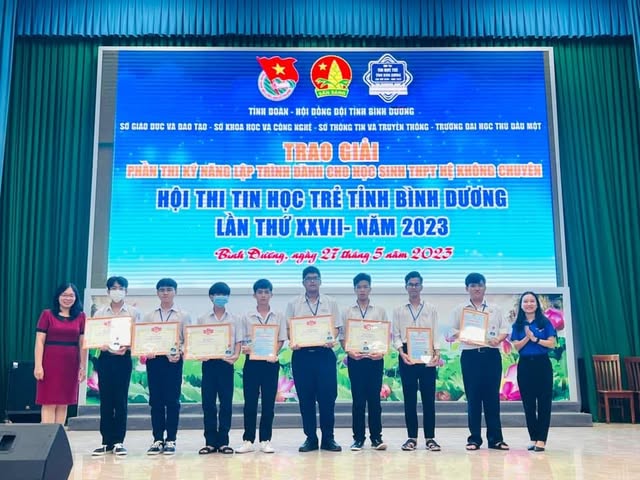 TỈNH ĐOÀN - HỘI ĐỒNG ĐỘI TỈNH BÌNH DƯƠNG
SỞ GIÁO DỤC VÀ ĐÀO TẠO - SỞ KHOA HỌC VÀ CÔNG NGHỆ - SỞ THÔNG TIN VÀ TRUYỀN THÔNG - TRƯỜNG ĐẠI HỌC THỦ DẦU MỘT
TRAO GIẢI
PHẦN THI KỸ NĂNG LẬP TRÌNH DÀNH CHO HỌC SINH THPT HỆ KHÔNG CHUYÊN
HỘI THI TIN HỌC TRẺ TỈNH BÌNH DƯƠNG
LẦN THỨ XXVII- NĂM 2023
Bình Dương, ngày 27 tháng 5 năm 2023